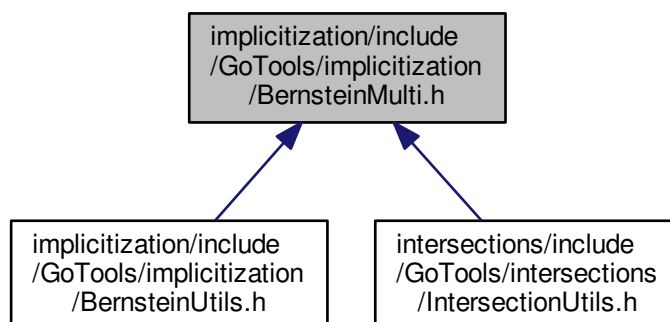 implicitization/include
/GoTools/implicitization
/BernsteinMulti.h
implicitization/include
/GoTools/implicitization
/BernsteinUtils.h
intersections/include
/GoTools/intersections
/IntersectionUtils.h